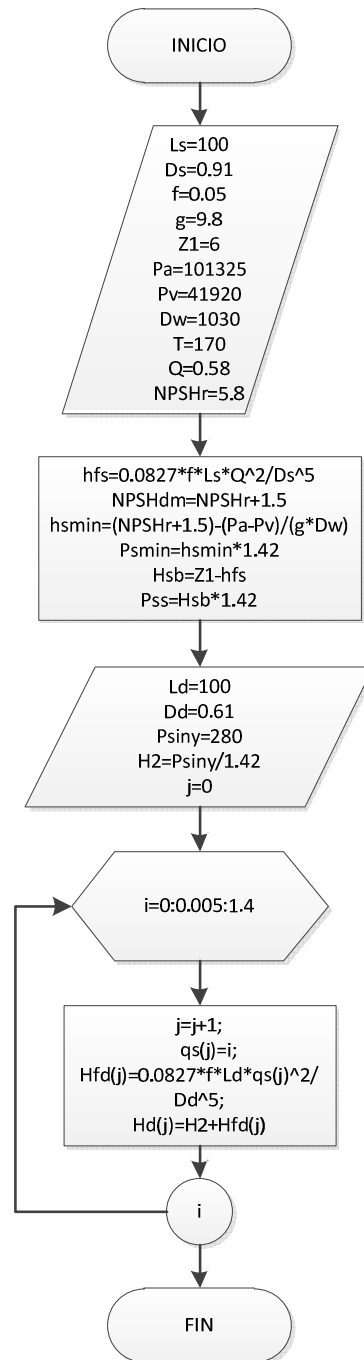 INICIO
Ls=100
Ds=0.91
f=0.05
g=9.8
Z1=6
Pa=101325
Pv=41920
Dw=1030
T=170
Q=0.58
NPSHr=5.8
hfs=0.0827*f*Ls*Q^2/Ds^5
NPSHdm=NPSHr+1.5
hsmin=(NPSHr+1.5)-(Pa-Pv)/(g*Dw)
Psmin=hsmin*1.42
Hsb=Z1-hfs
Pss=Hsb*1.42
Ld=100
Dd=0.61
Psiny=280
H2=Psiny/1.42
j=0
i=0:0.005:1.4
j=j+1;
qs(j)=i;
Hfd(j)=0.0827*f*Ld*qs(j)^2/
Dd^5;
Hd(j)=H2+Hfd(j)
i
FIN